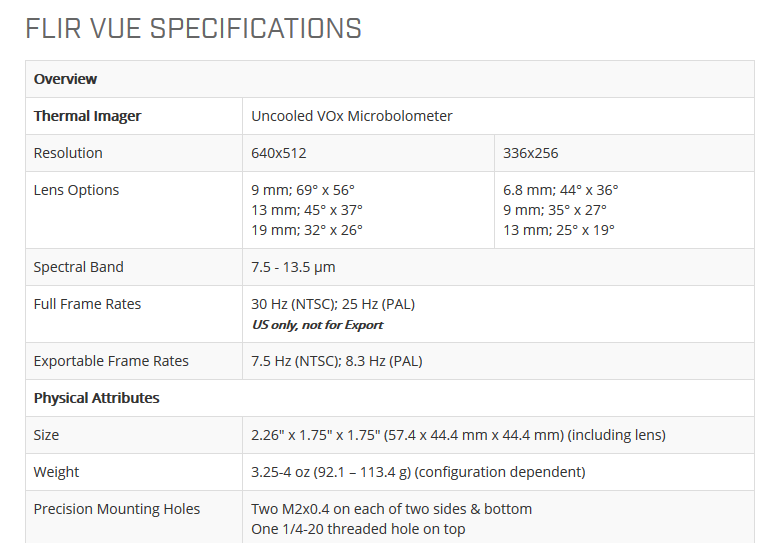 FLIR VUE SPECIFICATIONS
Overview
Thermal Imager Uncooled VOx Microbolometer
Resolution 640x512 336x256
Lens Options 9 mm; 69° x 56° 6.8 mm; 44° x 36°
13 mm; 45° x 37° 9 mm; 35° x 27°
19 mm; 32° x 26° 13 mm; 25° x 19°
Spectral Band 7.5 - 13.5 μm
Full Frame Rates 30 Hz (NTSC); 25 Hz (PAL)
US only, not for Export
Exportable Frame Rates 7.5 Hz (NTSC); 8.3 Hz (PAL)
Physical Attributes
Size 2.26" x 1.75" x 1.75" (57.4 x 44.4 mm x 44.4 mm) (including lens)
Weight 3.25-4 oz (92.1 – 113.4 g) (configuration dependent)
Precision Mounting Holes Two M2x0.4 on each of two sides & bottom
One 1/4-20 threaded hole on top